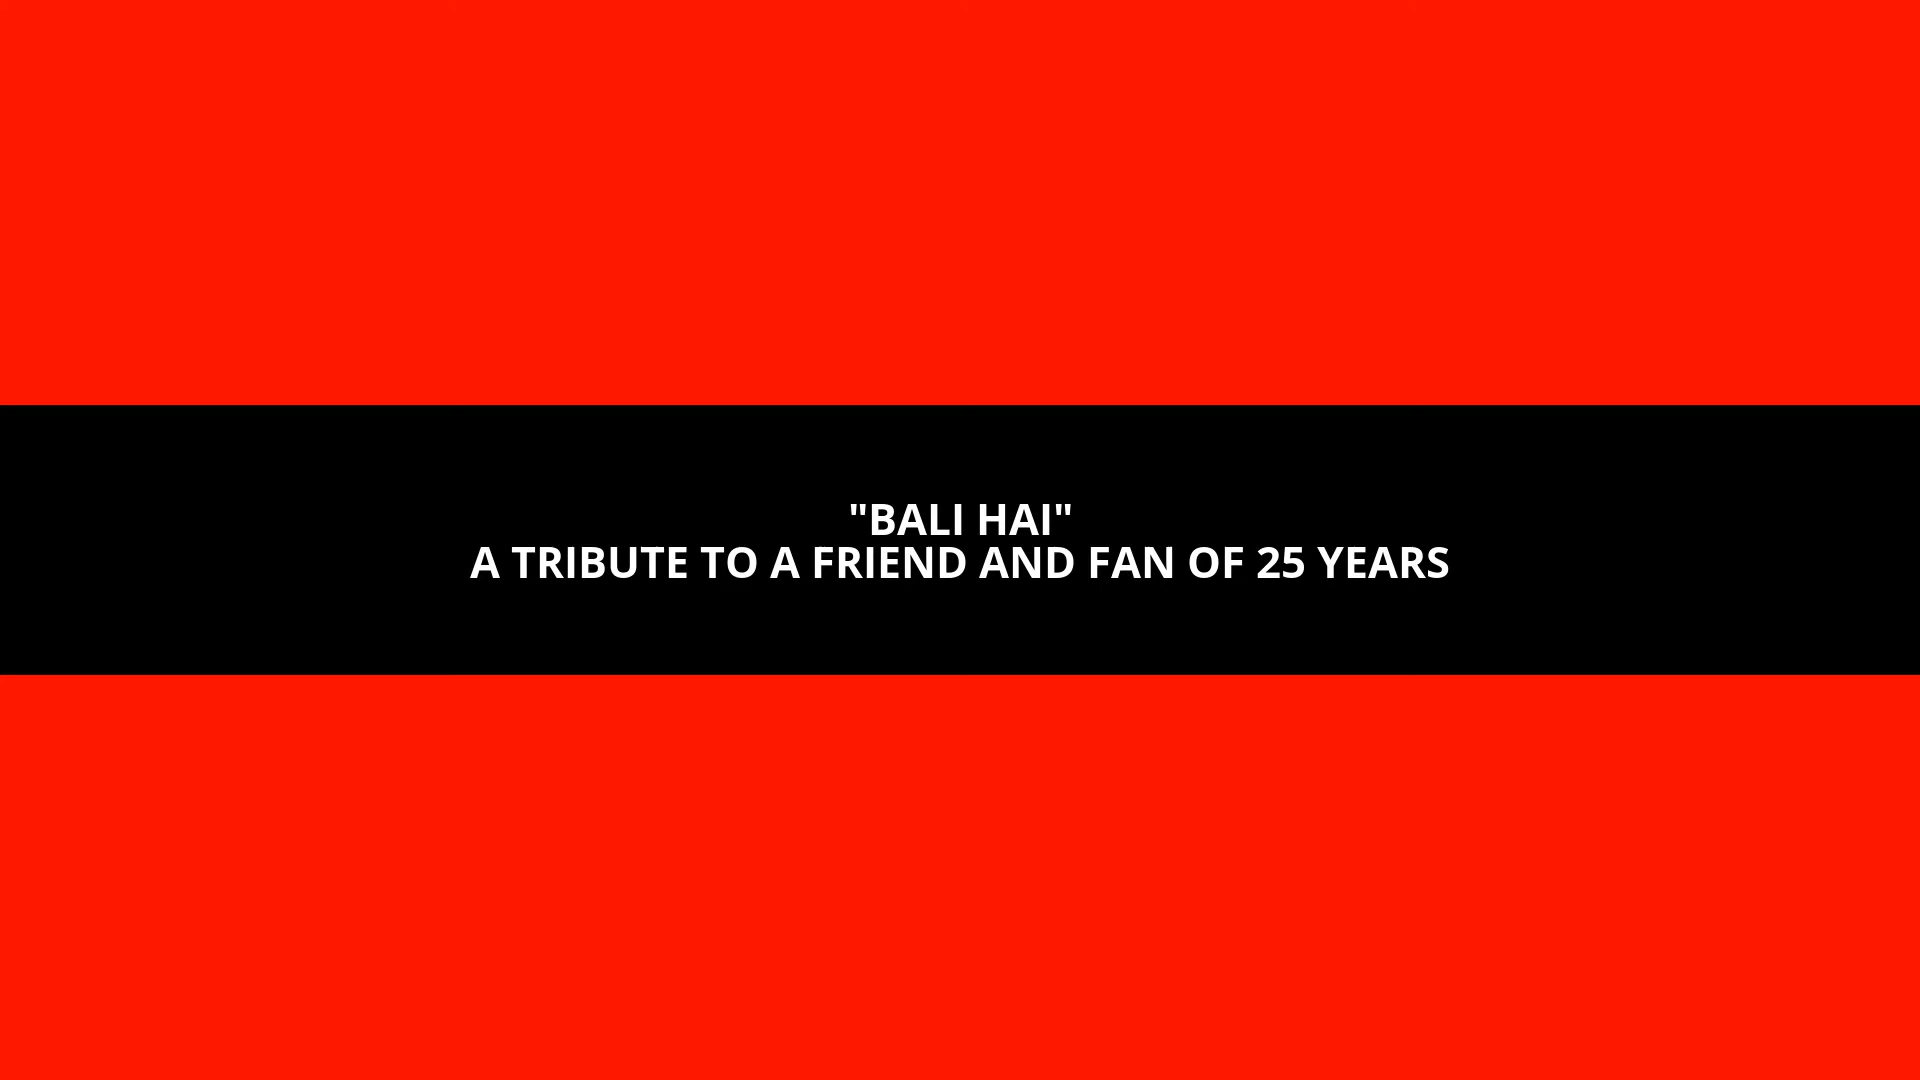 "BALI HAI"
A TRIBUTE TO A FRIEND AND FAN OF 25 YEARS